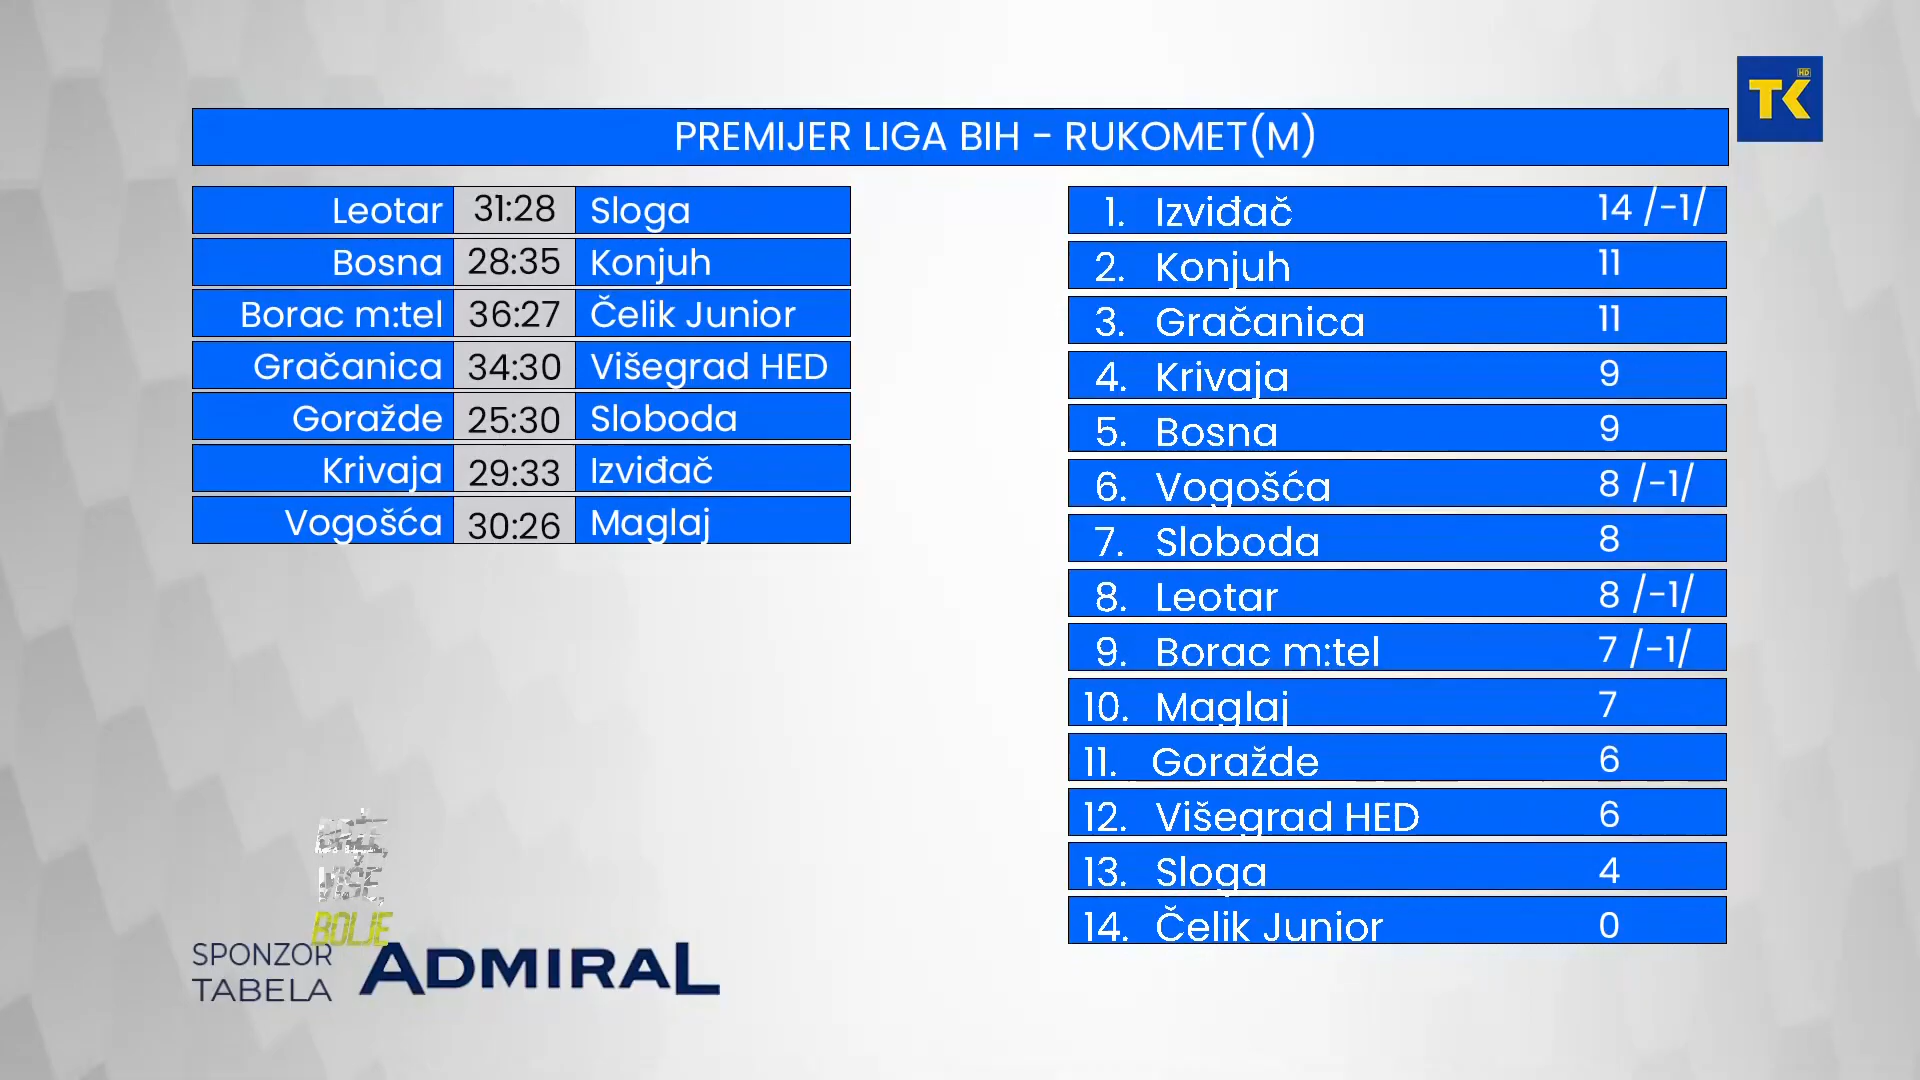 TK HD
PREMIJER LIGA BIH - RUKOMET(M)
Leotar 31:28 Sloga
Bosna 28:35 Konjuh
Borac m:tel 36:27 Čelik Junior
Gračanica 34:30 Višegrad HED
Goražde 25:30 Sloboda
Krivaja 29:33 Izviđač
Vogošća 30:26 Maglaj
1. Izviđač 14 /-1/
2. Konjuh 11
3. Gračanica 11
4. Krivaja 9
5. Bosna 9
6. Vogošća 8 /-1/
7. Sloboda 8
8. Leotar 8 /-1/
9. Borac m:tel 7 /-1/
10. Maglaj 7
11. Goražde 6
12. Višegrad HED 6
13. Sloga 4
14. Čelik Junior 0
VIŠE
BOLJE
SPONZOR
TABELA
ADMIRAL